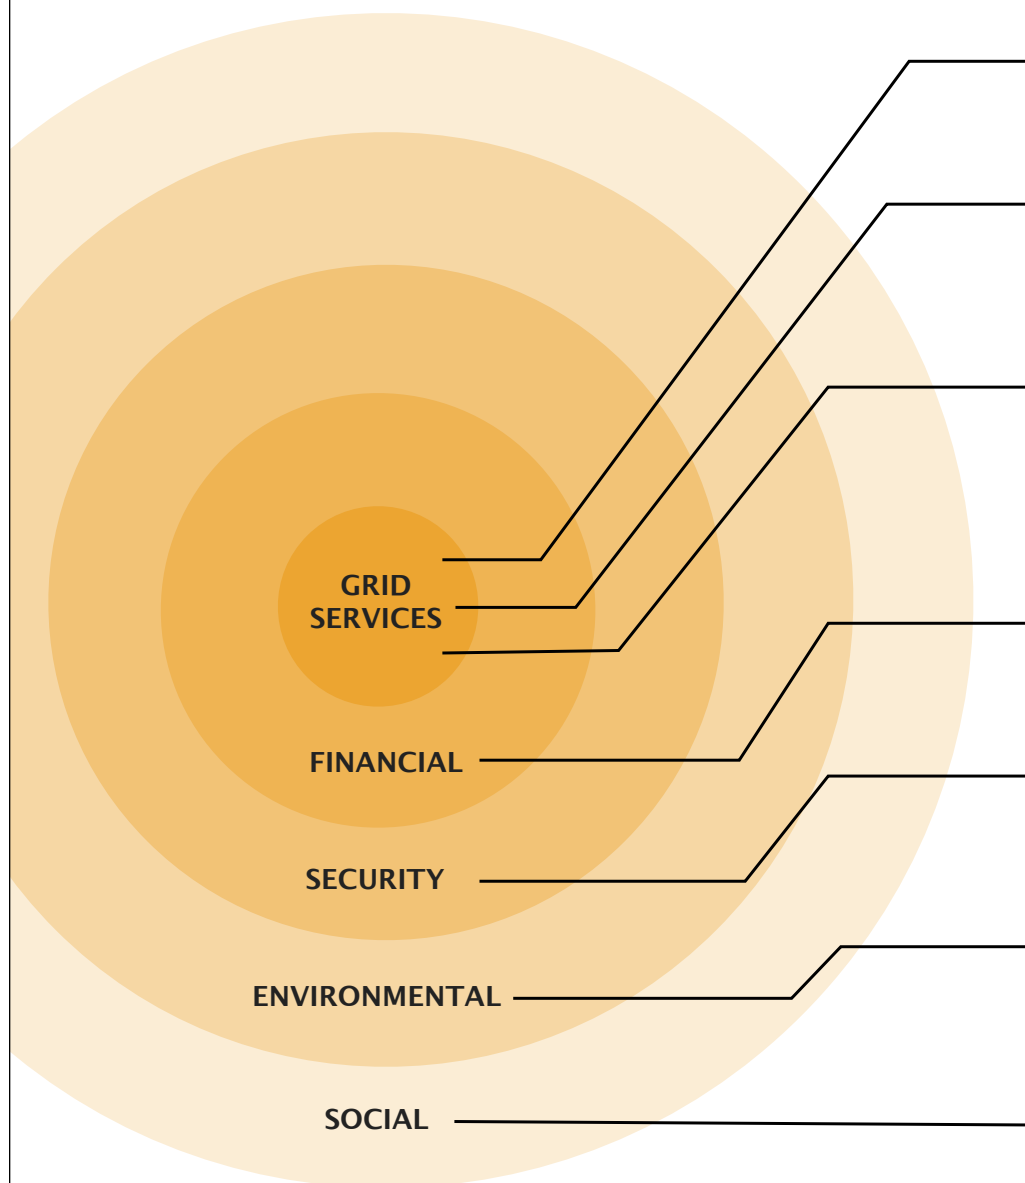 GRID
SERVICES
FINANCIAL
SECURITY
ENVIRONMENTAL
SOCIAL